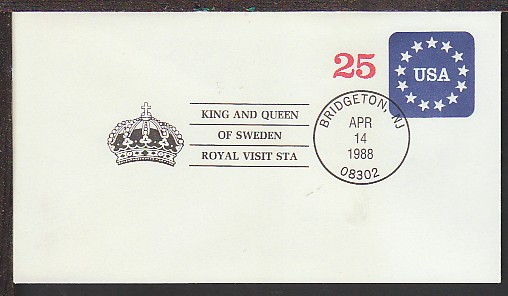 25
USA
KING AND QUEEN
OF SWEDEN
ROYAL VISIT STA
BRIDGETON, NJ
APR
14
1988
08302